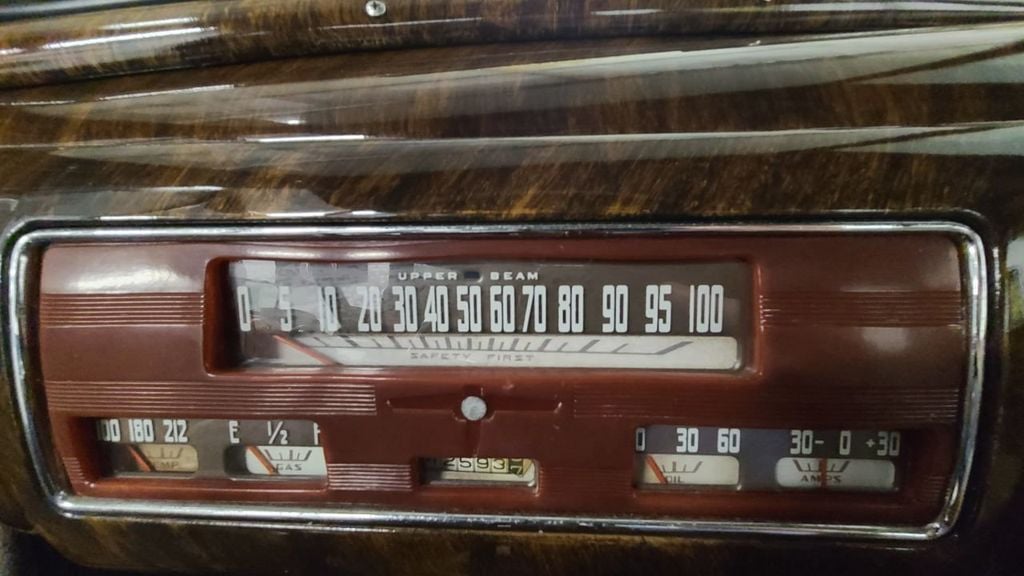 UPPER BEAM
0 5 10 20 30 40 50 60 70 80 90 95 100
SAFETY FIRST
100 180 212
E 1/2 F
0 30 60
30- 0 +30
TEMP
GAS
25937
OIL
AMPS